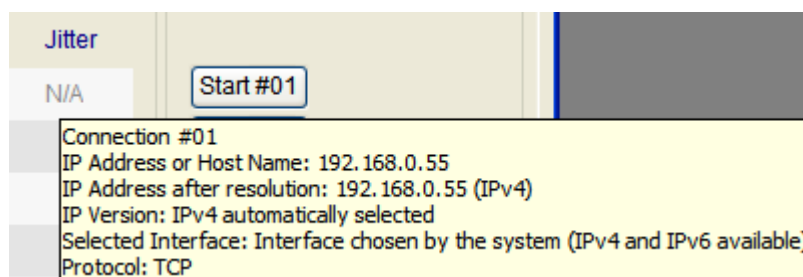 Jitter
N/A
Start #01
Connection #01
IP Address or Host Name: 192.168.0.55
IP Address after resolution: 192.168.0.55 (IPv4)
IP Version: IPv4 automatically selected
Selected Interface: Interface chosen by the system (IPv4 and IPv6 available)
Protocol: TCP